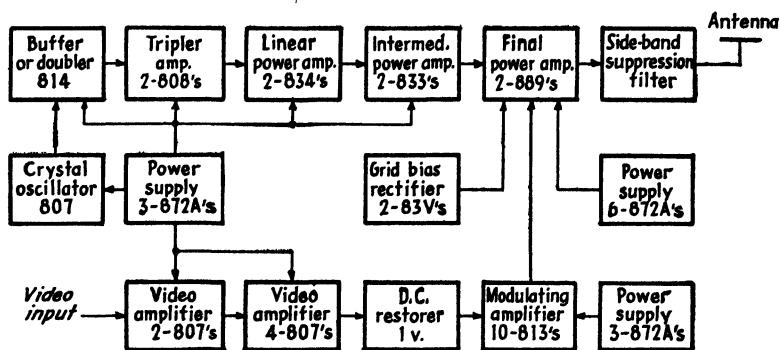 Antenna
Buffer
or doubler
814
Tripler
amp.
2-808's
Linear
power amp.
2-834's
Intermed.
power amp.
2-833's
Final
power amp.
2-889's
Side-band
suppression
filter
Crystal
oscillator
807
Power
supply
3-872A's
Grid bias
rectifier
2-83V's
Power
supply
6-872A's
Video
input
Video
amplifier
2-807's
Video
amplifier
4-807's
D.C.
restorer
1 v.
Modulating
amplifier
10-813's
Power
supply
3-872A's